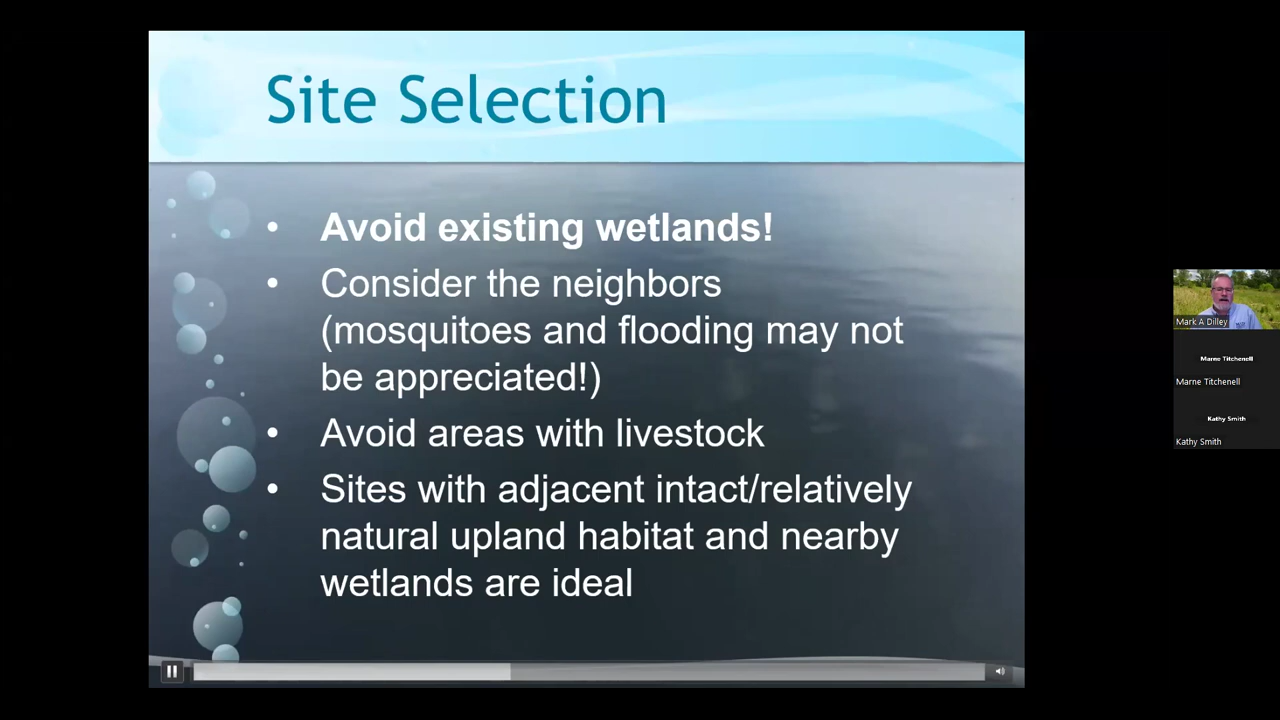 Site Selection
• Avoid existing wetlands!
• Consider the neighbors
(mosquitoes and flooding may not
be appreciated!)
• Avoid areas with livestock
• Sites with adjacent intact/relatively
natural upland habitat and nearby
wetlands are ideal
Mark A Dilley
Marne Titchenell
Marne Titchenell
Kathy Smith
Kathy Smith